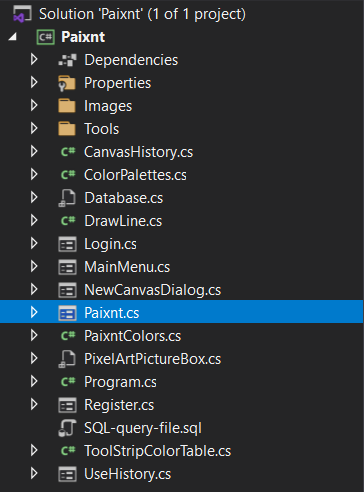 Solution 'Paixnt' (1 of 1 project)
C# Paixnt
Dependencies
Properties
Images
Tools
C# CanvasHistory.cs
C# ColorPalettes.cs
Database.cs
C# DrawLine.cs
Login.cs
MainMenu.cs
NewCanvasDialog.cs
Paixnt.cs
C# PaixntColors.cs
PixelArtPictureBox.cs
C# Program.cs
Register.cs
SQL-query-file.sql
C# ToolStripColorTable.cs
UseHistory.cs